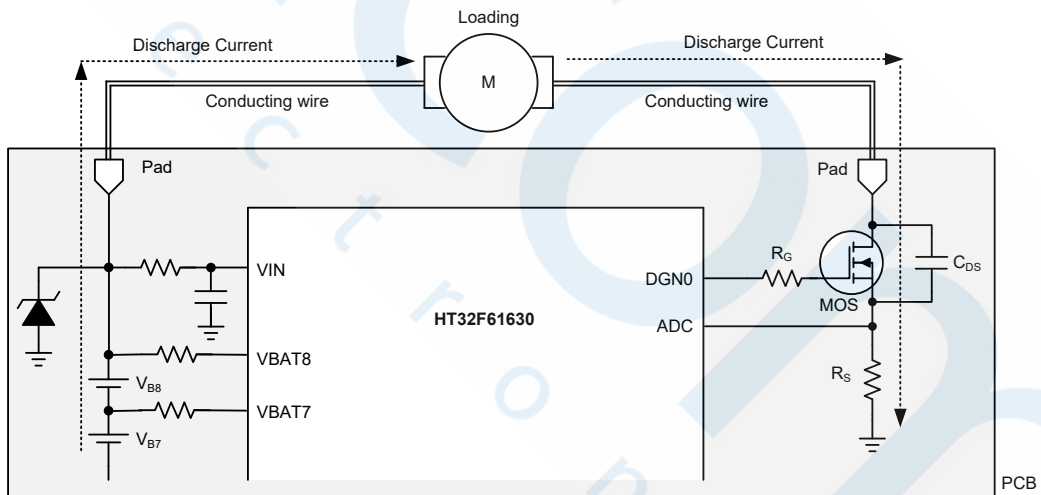 Loading
Discharge Current
Discharge Current
M
Conducting wire
Conducting wire
Pad
Pad
VIN
VBAT8
VBAT7
HT32F61630
DGN0
ADC
RG
MOS
CDS
RS
VB8
VB7
PCB